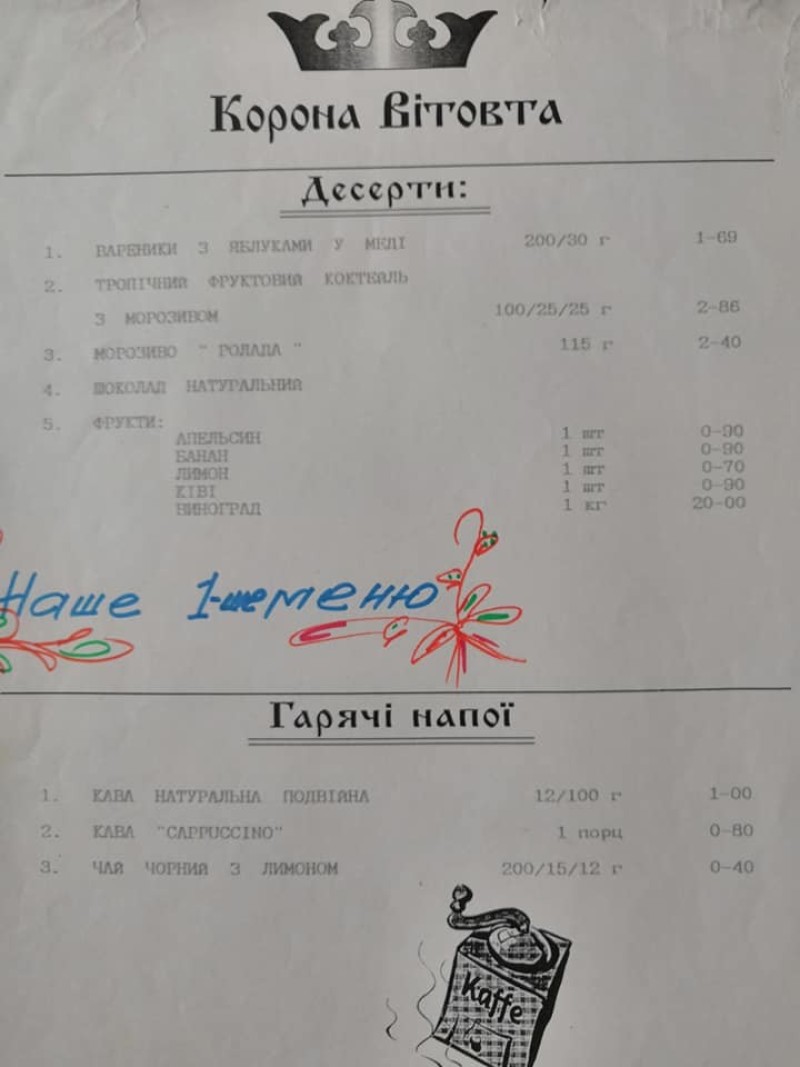 Корона Вітовта
Десерти:
1. ВАРЕНИКИ З ЯБЛУКАМИ У МЕДІ 200/30 г 1-69
2. ТРОПІЧНИЙ ФРУКТОВИЙ КОКТЕЙЛЬ
З МОРОЗИВОМ 100/25/25 г 2-86
3. МОРОЗИВО " РОЛАДА " 115 г 2-40
4. ШОКОЛАД НАТУРАЛЬНИЙ
5. ФРУКТИ:
АПЕЛЬСИН 1 шт 0-90
БАНАН 1 шт 0-90
ЛИМОН 1 шт 0-70
КІВІ 1 шт 0-90
ВИНОГРАД 1 кг 20-00
Наше 1-ше меню
Гарячі напої
1. КАВА НАТУРАЛЬНА ПОДВІЙНА 12/100 г 1-00
2. КАВА "CAPPUCCINO" 1 порц 0-80
3. ЧАЙ ЧОРНИЙ З ЛИМОНОМ 200/15/12 г 0-40
Kaffe